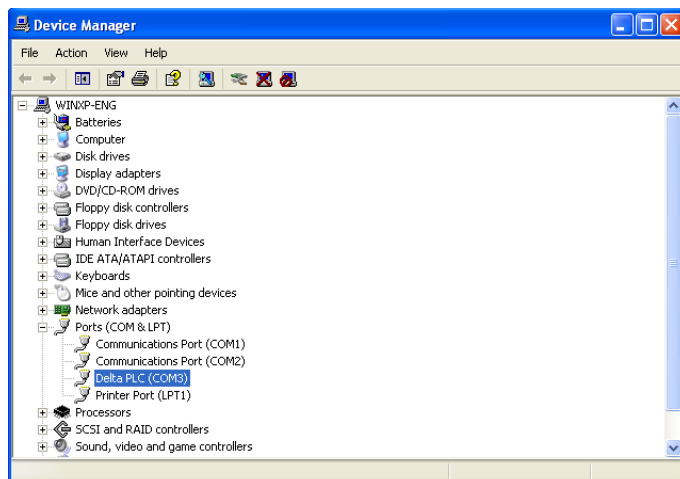 Device Manager
File Action View Help
WINXP-ENG
Batteries
Computer
Disk drives
Display adapters
DVD/CD-ROM drives
Floppy disk controllers
Floppy disk drives
Human Interface Devices
IDE ATA/ATAPI controllers
Keyboards
Mice and other pointing devices
Network adapters
Ports (COM & LPT)
Communications Port (COM1)
Communications Port (COM2)
Delta PLC (COM3)
Printer Port (LPT1)
Processors
SCSI and RAID controllers
Sound, video and game controllers